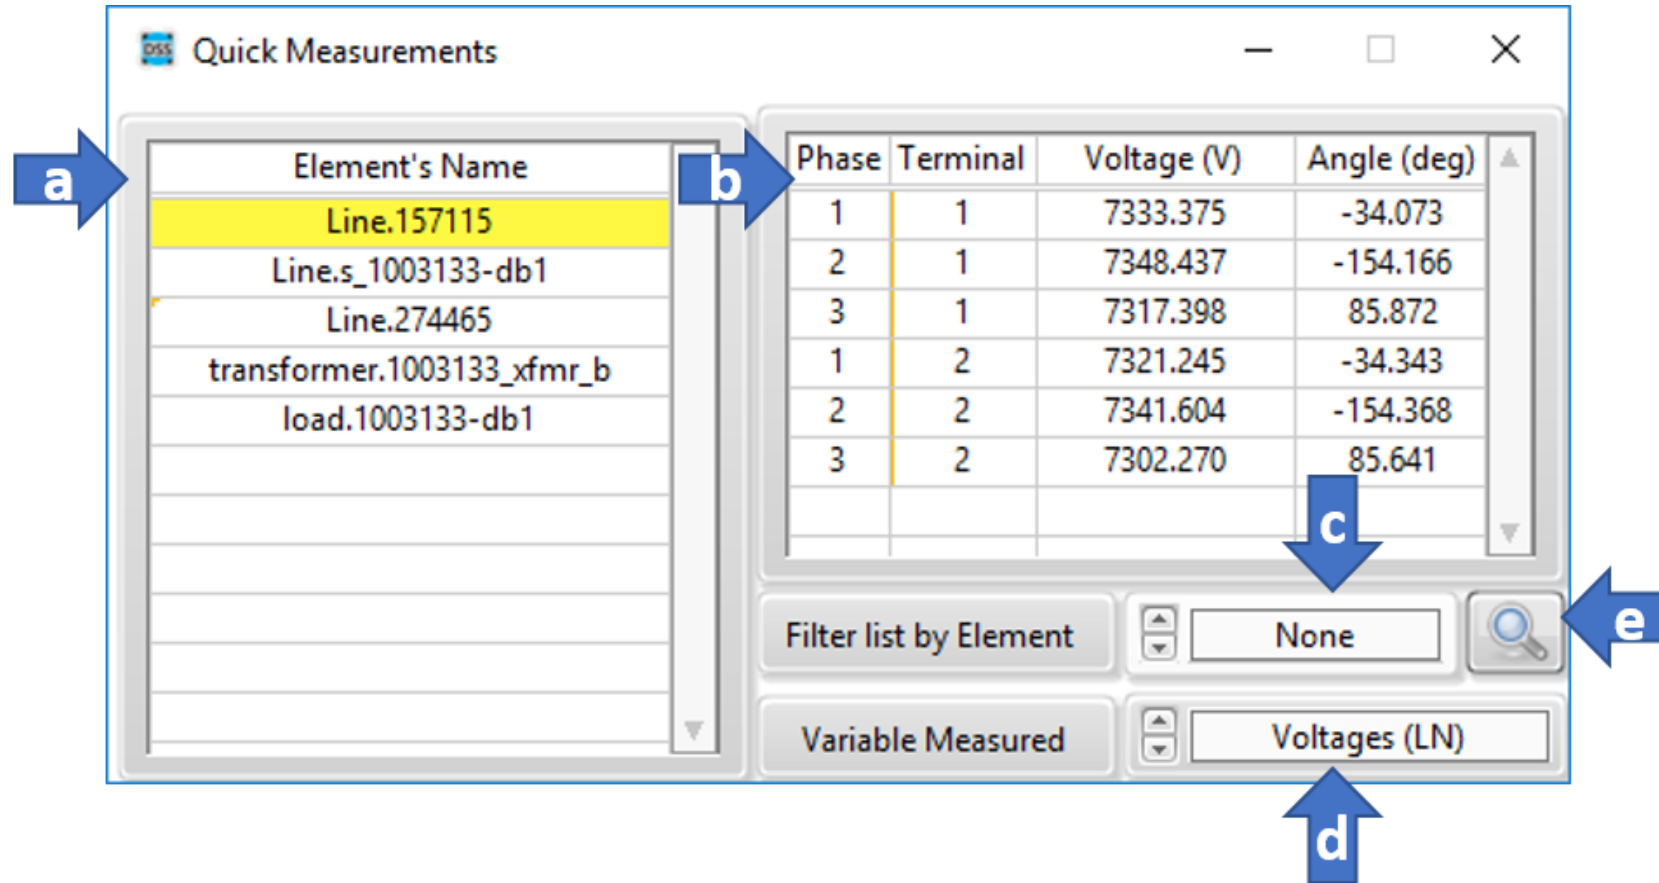 DSS Quick Measurements
a
Element's Name
Line.157115
Line.s_1003133-db1
Line.274465
transformer.1003133_xfmr_b
load.1003133-db1
b
Phase Terminal Voltage (V) Angle (deg)
1 1 7333.375 -34.073
2 1 7348.437 -154.166
3 1 7317.398 85.872
1 2 7321.245 -34.343
2 2 7341.604 -154.368
3 2 7302.270 85.641
c
Filter list by Element None
e
Variable Measured Voltages (LN)
d